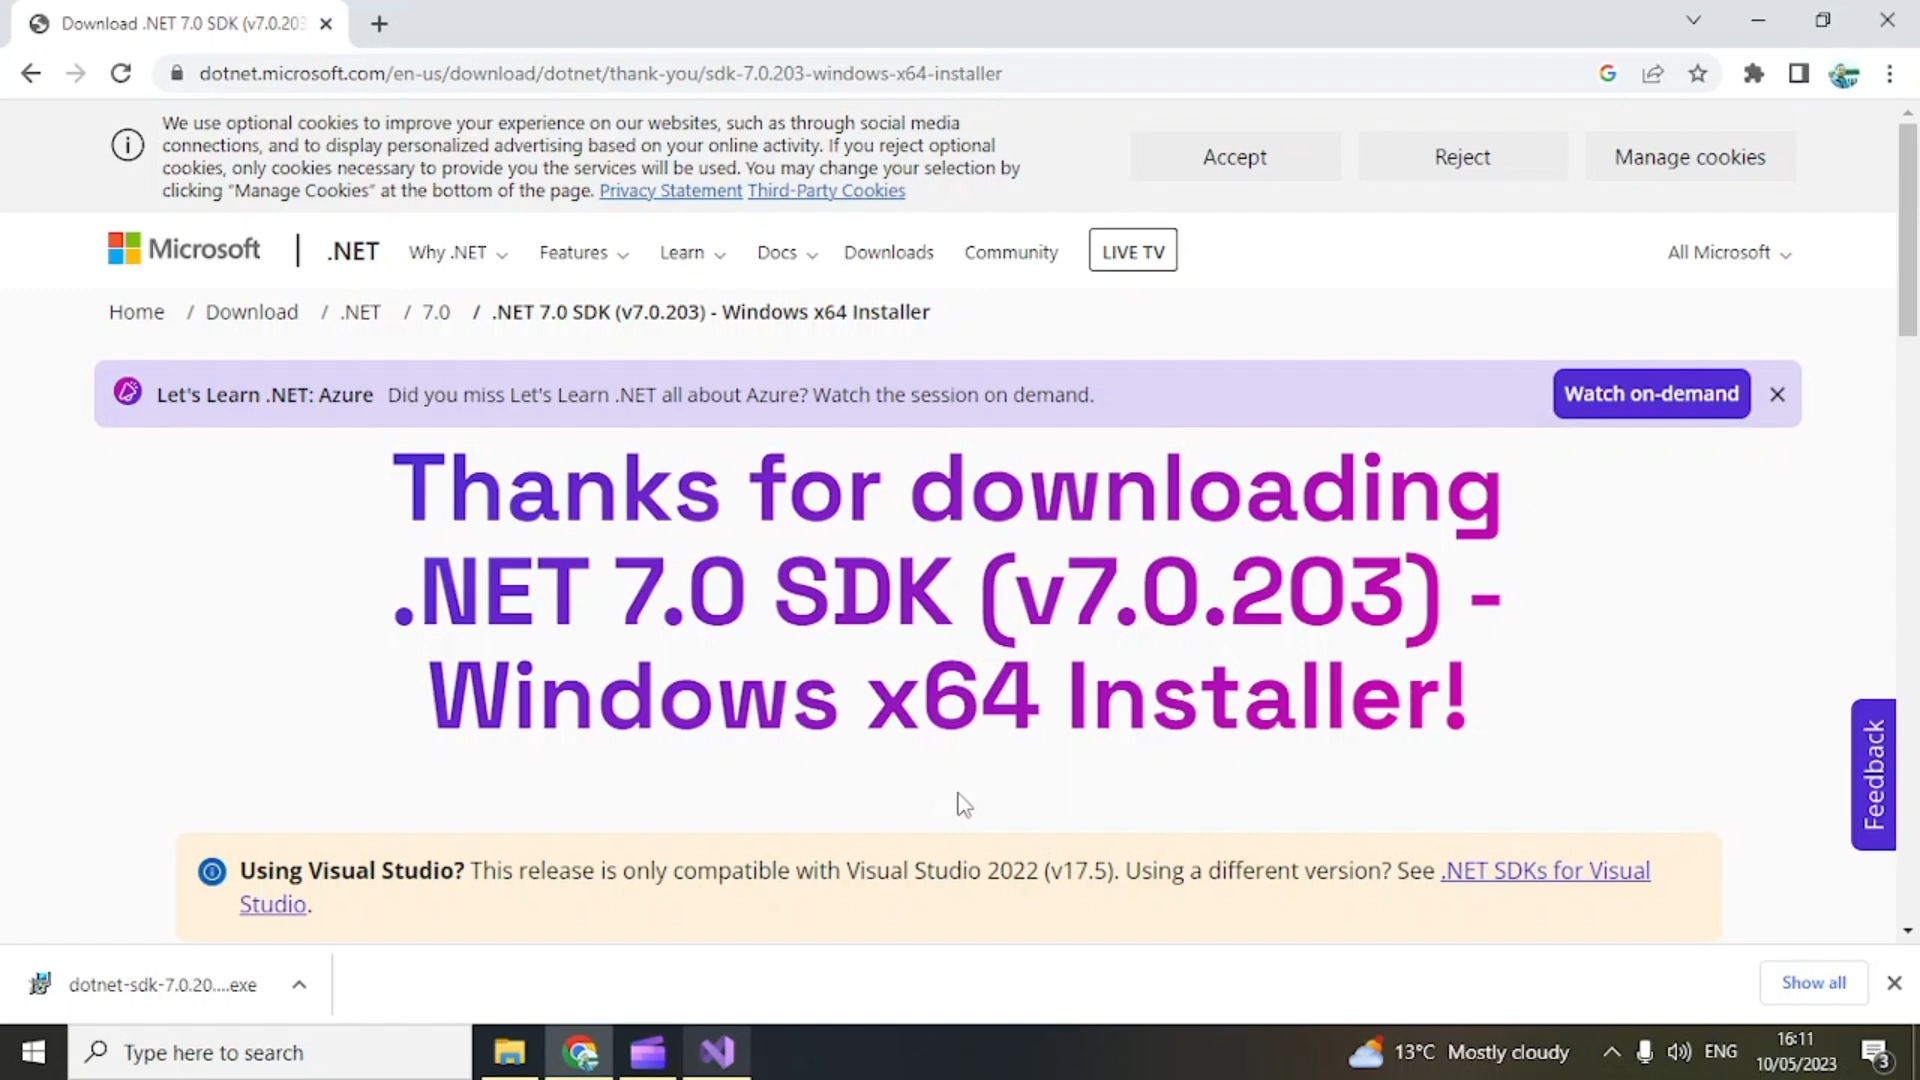 Download .NET 7.0 SDK (v7.0.203
dotnet.microsoft.com/en-us/download/dotnet/thank-you/sdk-7.0.203-windows-x64-installer
We use optional cookies to improve your experience on our websites, such as through social media
connections, and to display personalized advertising based on your online activity. If you reject optional
cookies, only cookies necessary to provide you the services will be used. You may change your selection by
clicking “Manage Cookies” at the bottom of the page. Privacy Statement Third-Party Cookies
Accept Reject Manage cookies
Microsoft .NET Why .NET Features Learn Docs Downloads Community LIVE TV All Microsoft
Home / Download / .NET / 7.0 / .NET 7.0 SDK (v7.0.203) - Windows x64 Installer
Let's Learn .NET: Azure Did you miss Let's Learn .NET all about Azure? Watch the session on demand. Watch on-demand
Thanks for downloading
.NET 7.0 SDK (v7.0.203) -
Windows x64 Installer!
Feedback
Using Visual Studio? This release is only compatible with Visual Studio 2022 (v17.5). Using a different version? See .NET SDKs for Visual
Studio.
dotnet-sdk-7.0.20....exe Show all
Type here to search 13°C Mostly cloudy ENG
16:11
10/05/2023
3